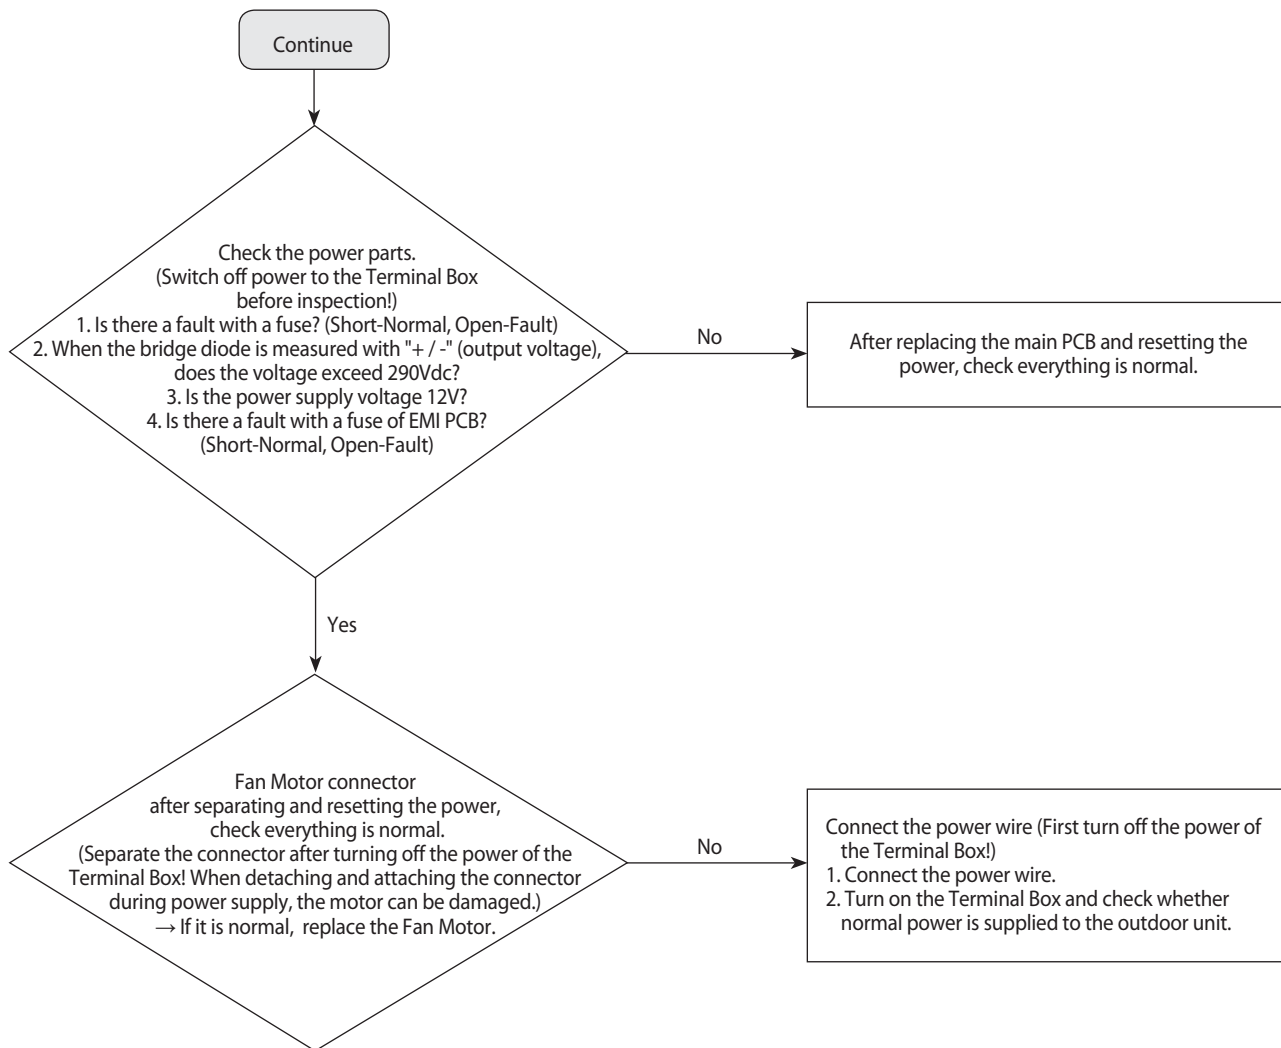 Continue
Check the power parts.
(Switch off power to the Terminal Box
before inspection!)
1. Is there a fault with a fuse? (Short-Normal, Open-Fault)
2. When the bridge diode is measured with "+ / -" (output voltage),
does the voltage exceed 290Vdc?
3. Is the power supply voltage 12V?
4. Is there a fault with a fuse of EMI PCB?
(Short-Normal, Open-Fault)
No
After replacing the main PCB and resetting the
power, check everything is normal.
Yes
Fan Motor connector
after separating and resetting the power,
check everything is normal.
(Separate the connector after turning off the power of the
Terminal Box! When detaching and attaching the connector
during power supply, the motor can be damaged.)
→ If it is normal, replace the Fan Motor.
No
Connect the power wire (First turn off the power of
the Terminal Box!)
1. Connect the power wire.
2. Turn on the Terminal Box and check whether
normal power is supplied to the outdoor unit.